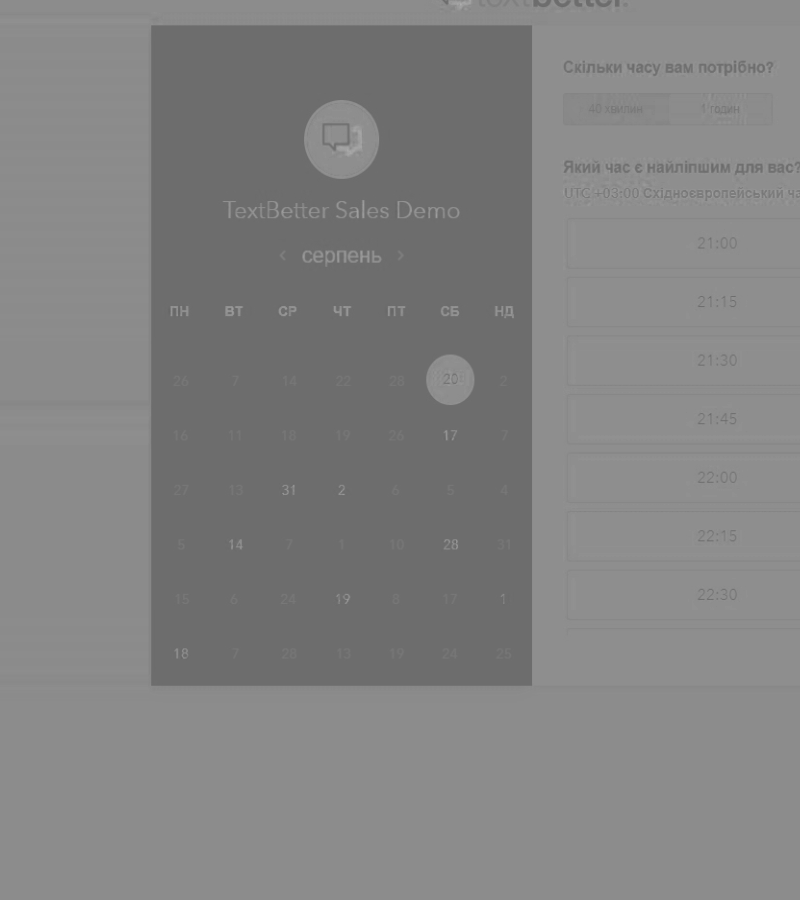 textbetter.
TextBetter Sales Demo
‹ серпень ›
ПН ВТ СР ЧТ ПТ СБ НД
26 7 14 22 25 20 2
16 11 18 19 26 17 7
27 13 31 2 6 5 4
5 14 7 1 10 28 31
15 6 24 19 8 17 1
18 7 28 13 19 24 25
Скільки часу вам потрібно?
40 хвилин 1 годин
Який час є найліпшим для вас?
UTC +03:00 Східноєвропейський ча
21:00
21:15
21:30
21:45
22:00
22:15
22:30